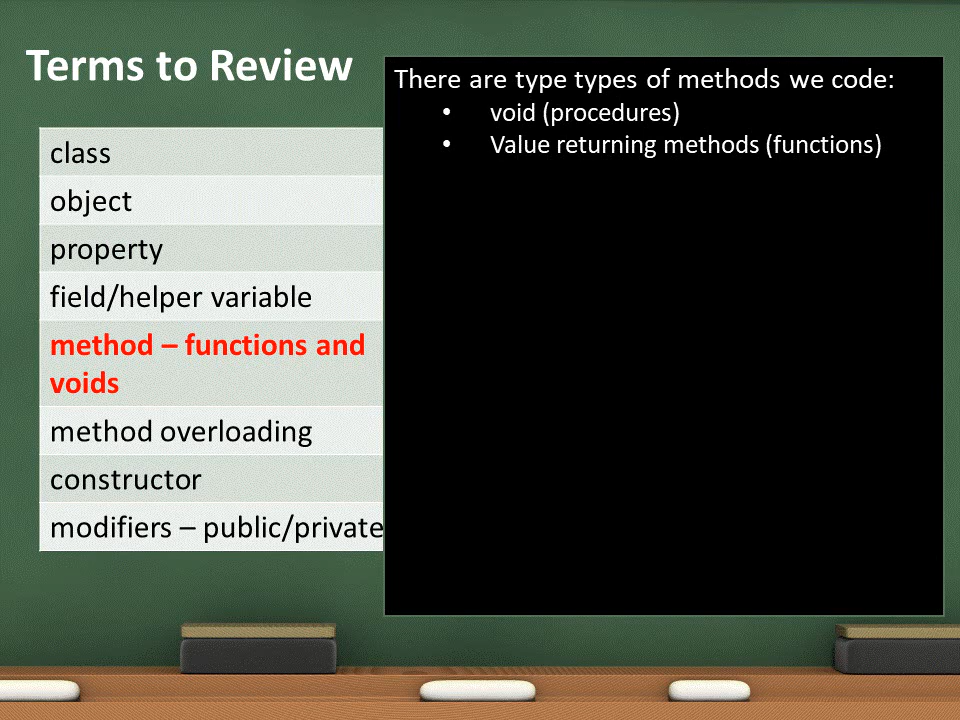 Terms to Review
class
object
property
field/helper variable
method – functions and
voids
method overloading
constructor
modifiers – public/private
There are type types of methods we code:
• void (procedures)
• Value returning methods (functions)